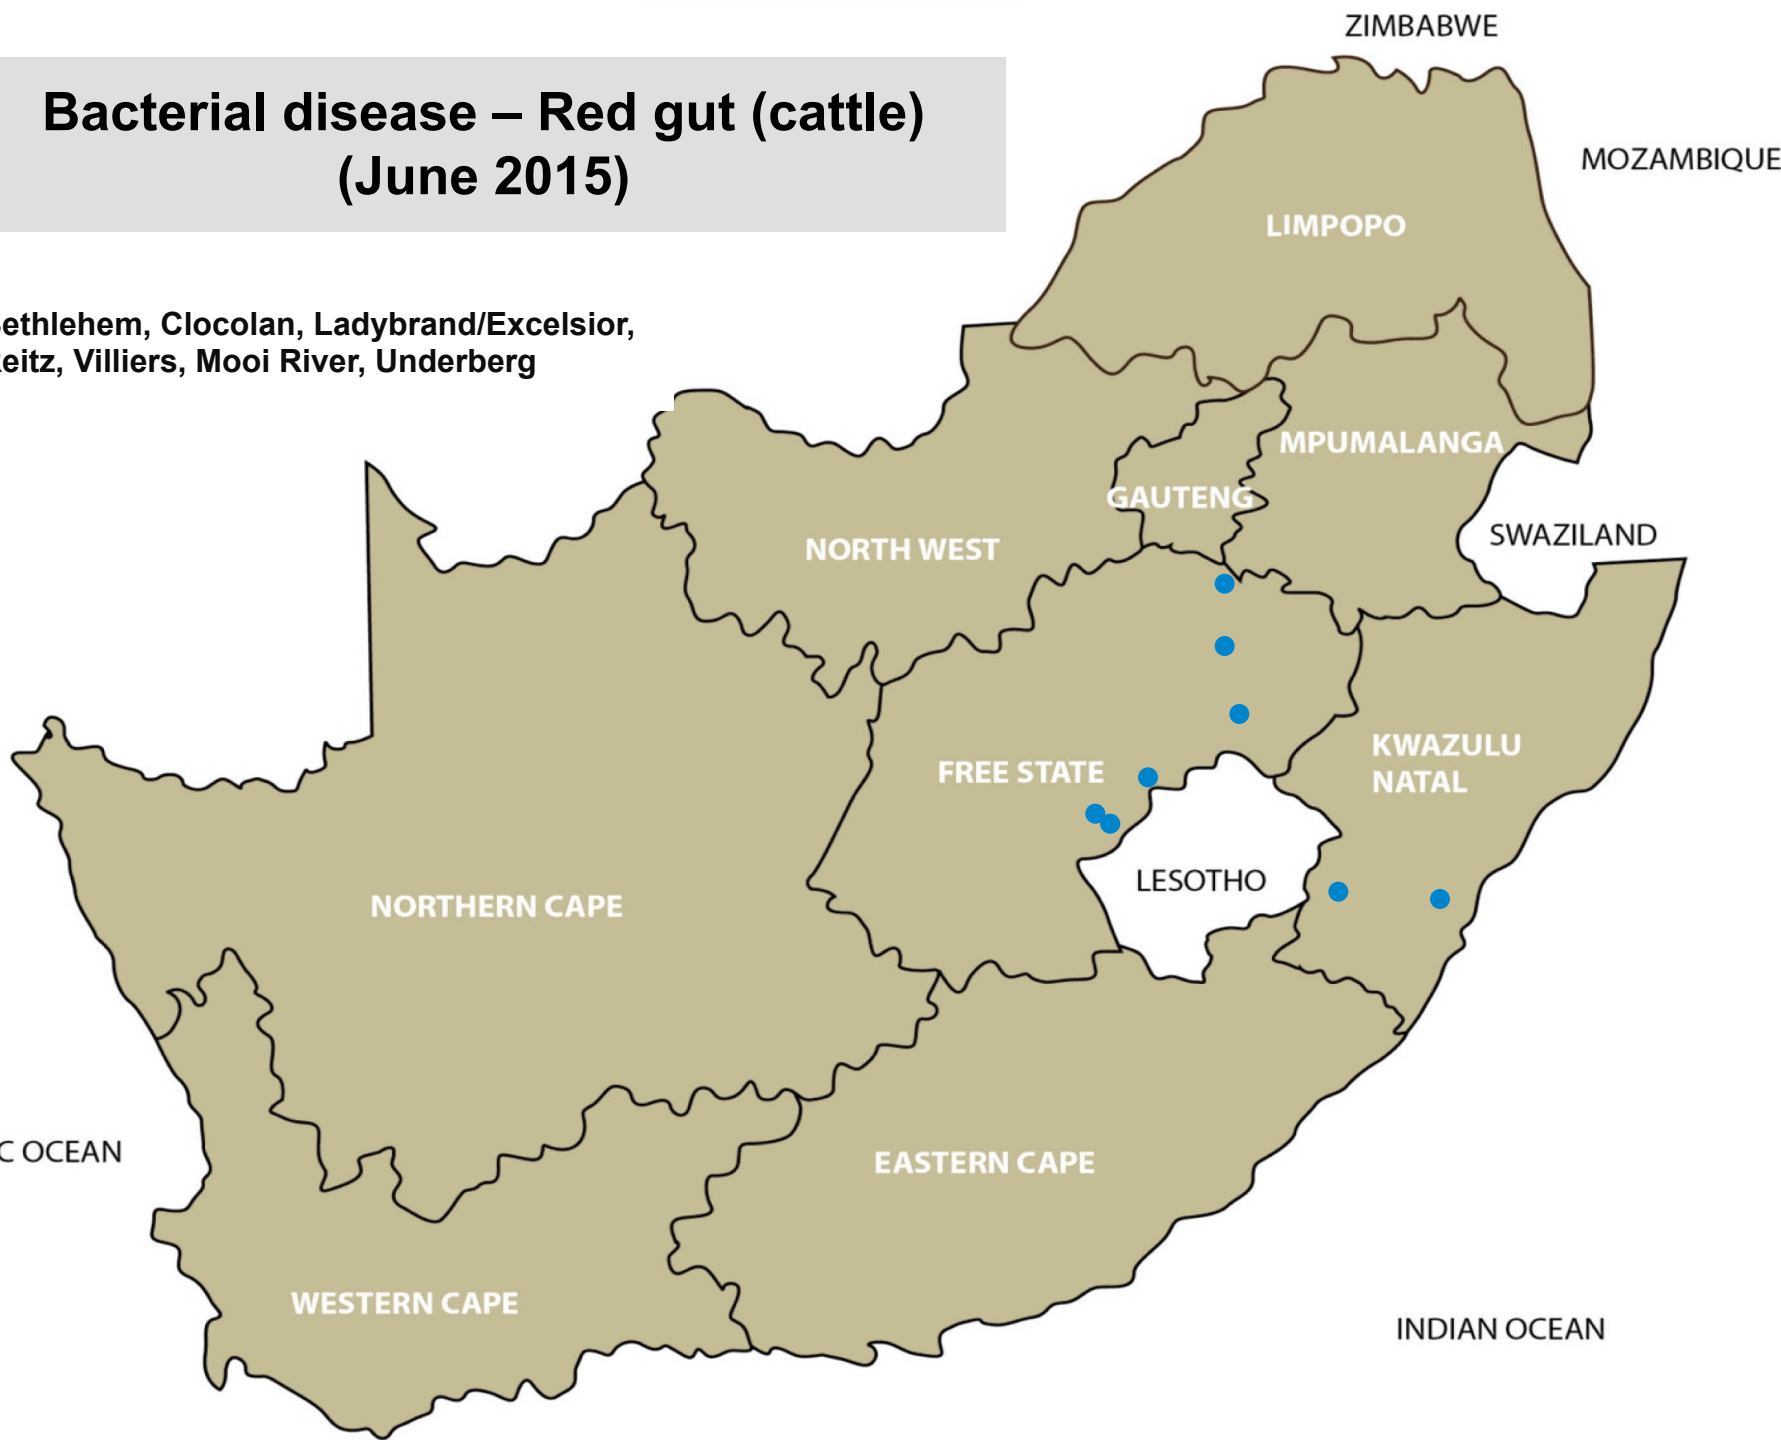 ZIMBABWE
Bacterial disease – Red gut (cattle)
(June 2015)
MOZAMBIQUE
LIMPOPO
ethlehem, Clocolan, Ladybrand/Excelsior,
eitz, Villiers, Mooi River, Underberg
MPUMALANGA
GAUTENG
SWAZILAND
NORTH WEST
KWAZULU
NATAL
FREE STATE
LESOTHO
NORTHERN CAPE
C OCEAN
EASTERN CAPE
WESTERN CAPE
INDIAN OCEAN